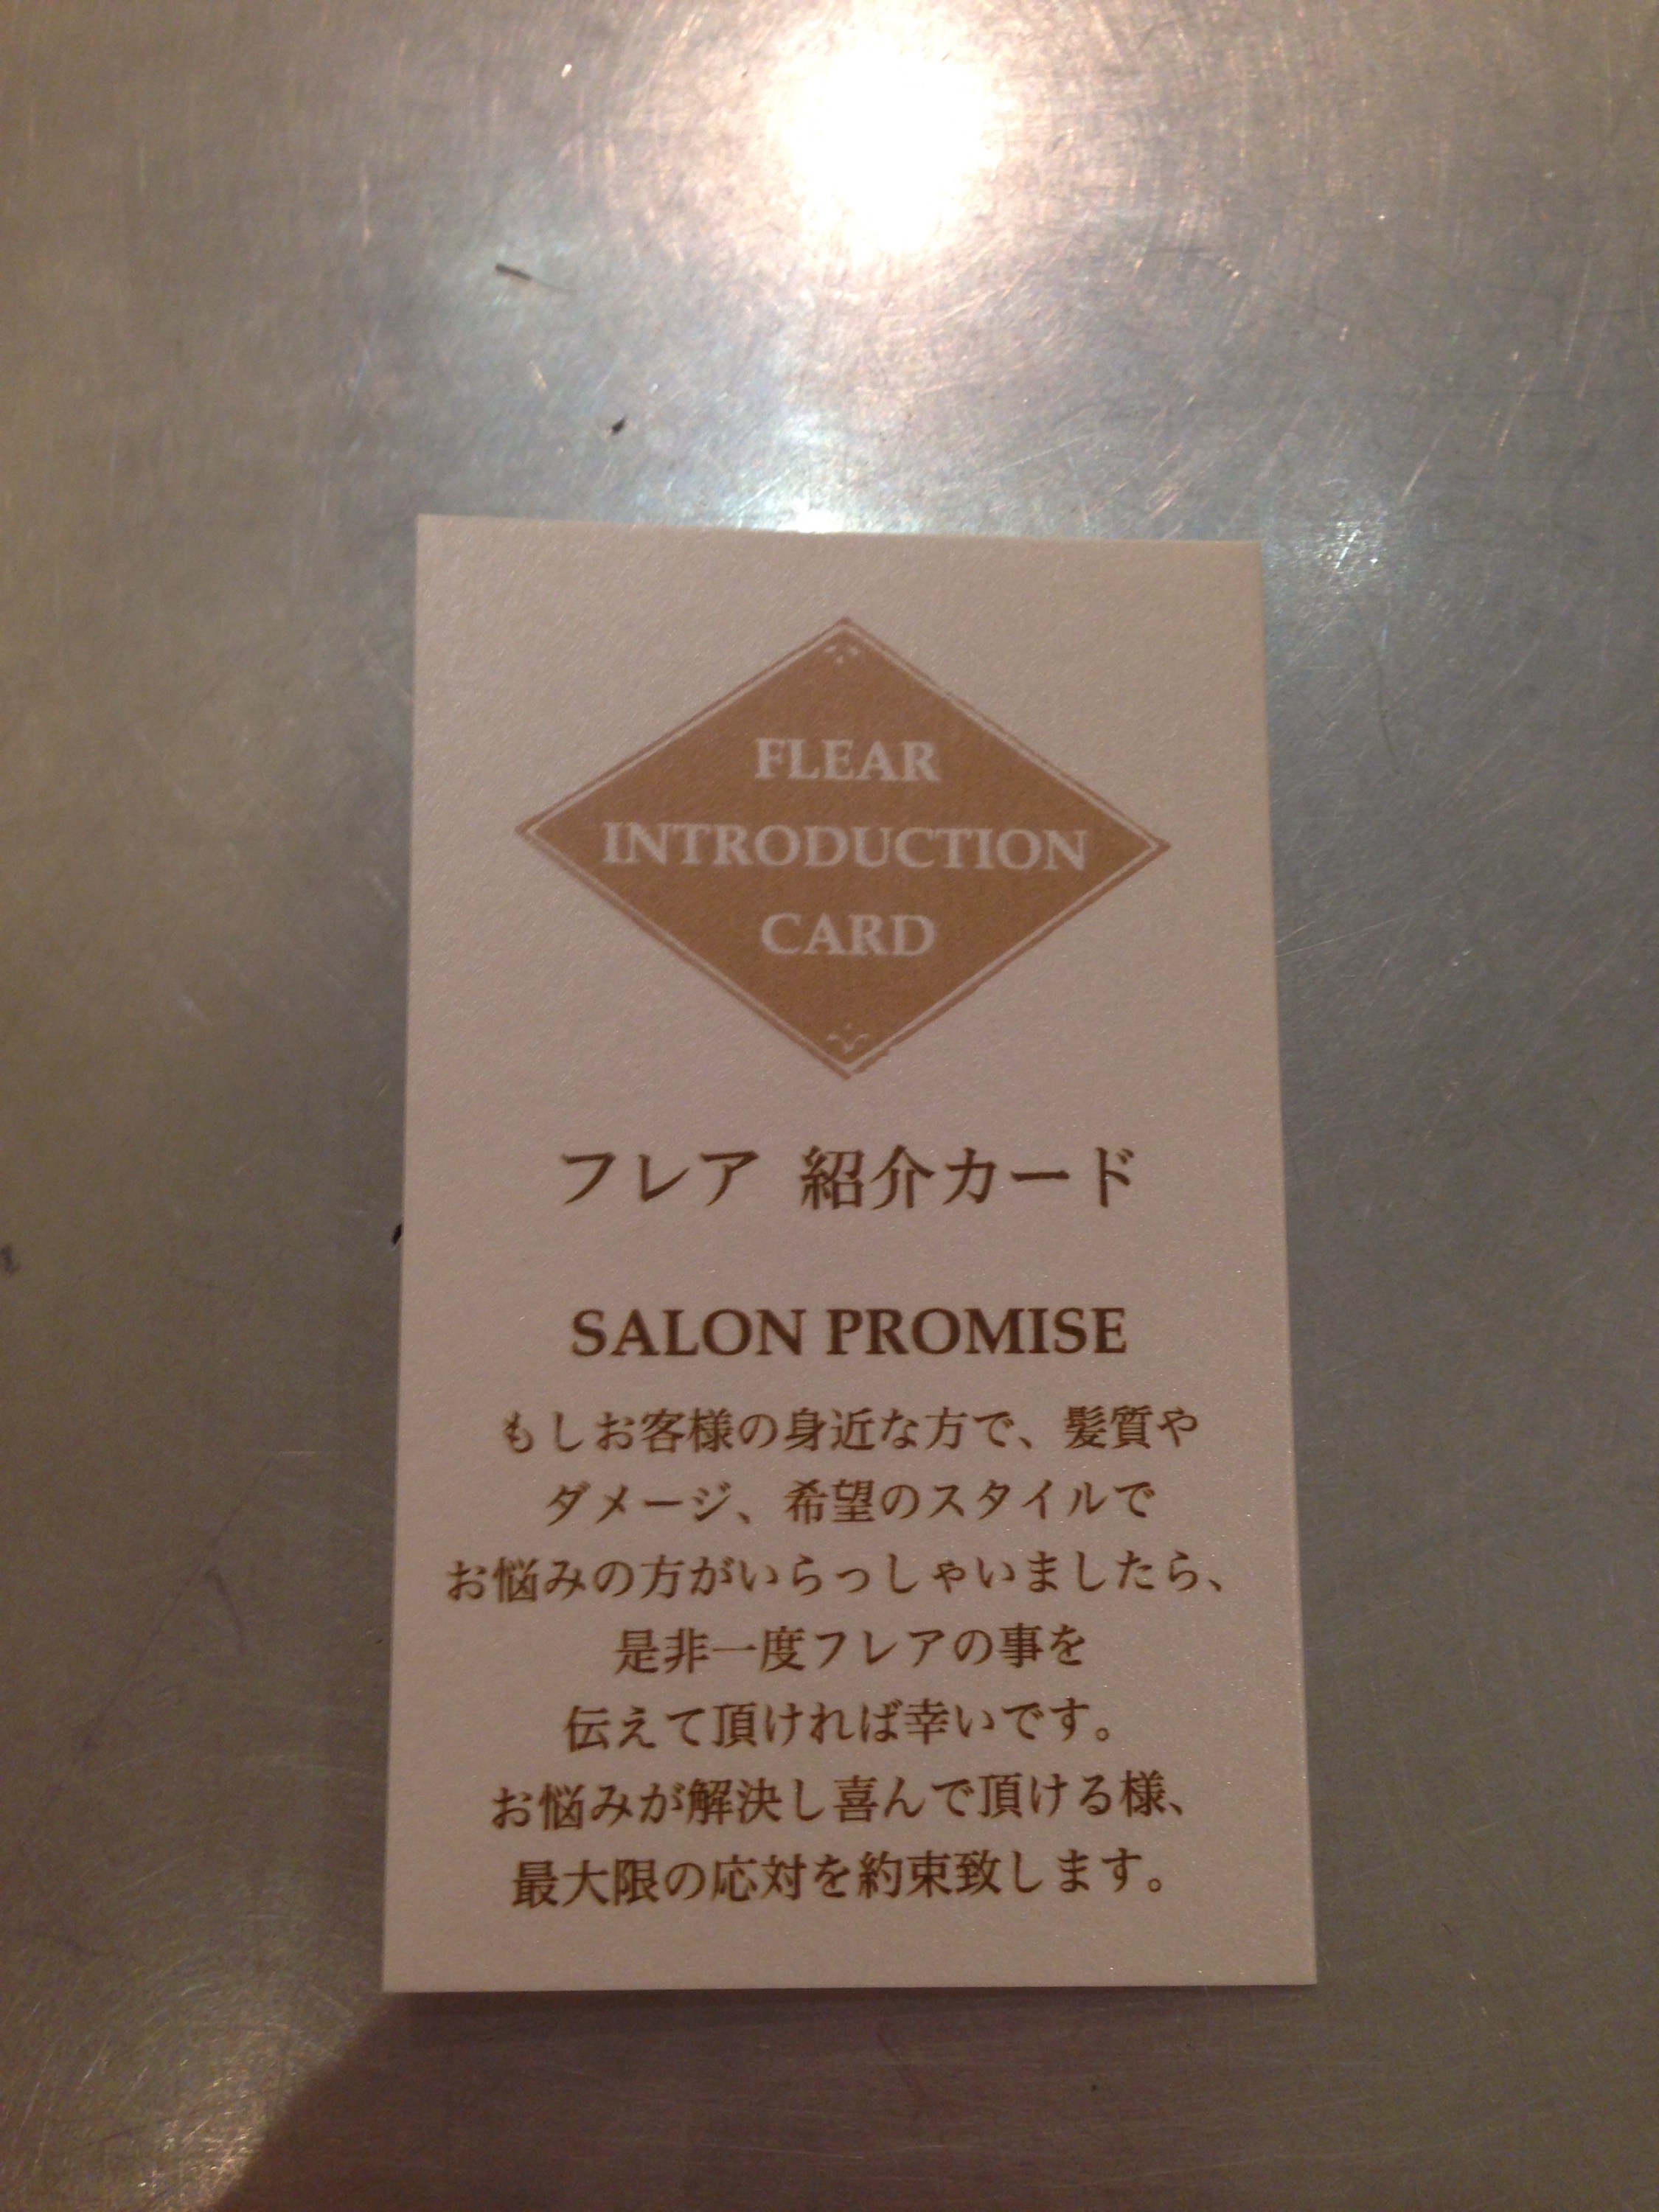 FLEAR
INTRODUCTION
CARD
フレア 紹介カード
SALON PROMISE
もしお客様の身近な方で、髪質や
ダメージ、希望のスタイルで
お悩みの方がいらっしゃいましたら、
是非一度フレアの事を
伝えて頂ければ幸いです。
お悩みが解決し喜んで頂ける様、
最大限の応対を約束致します。